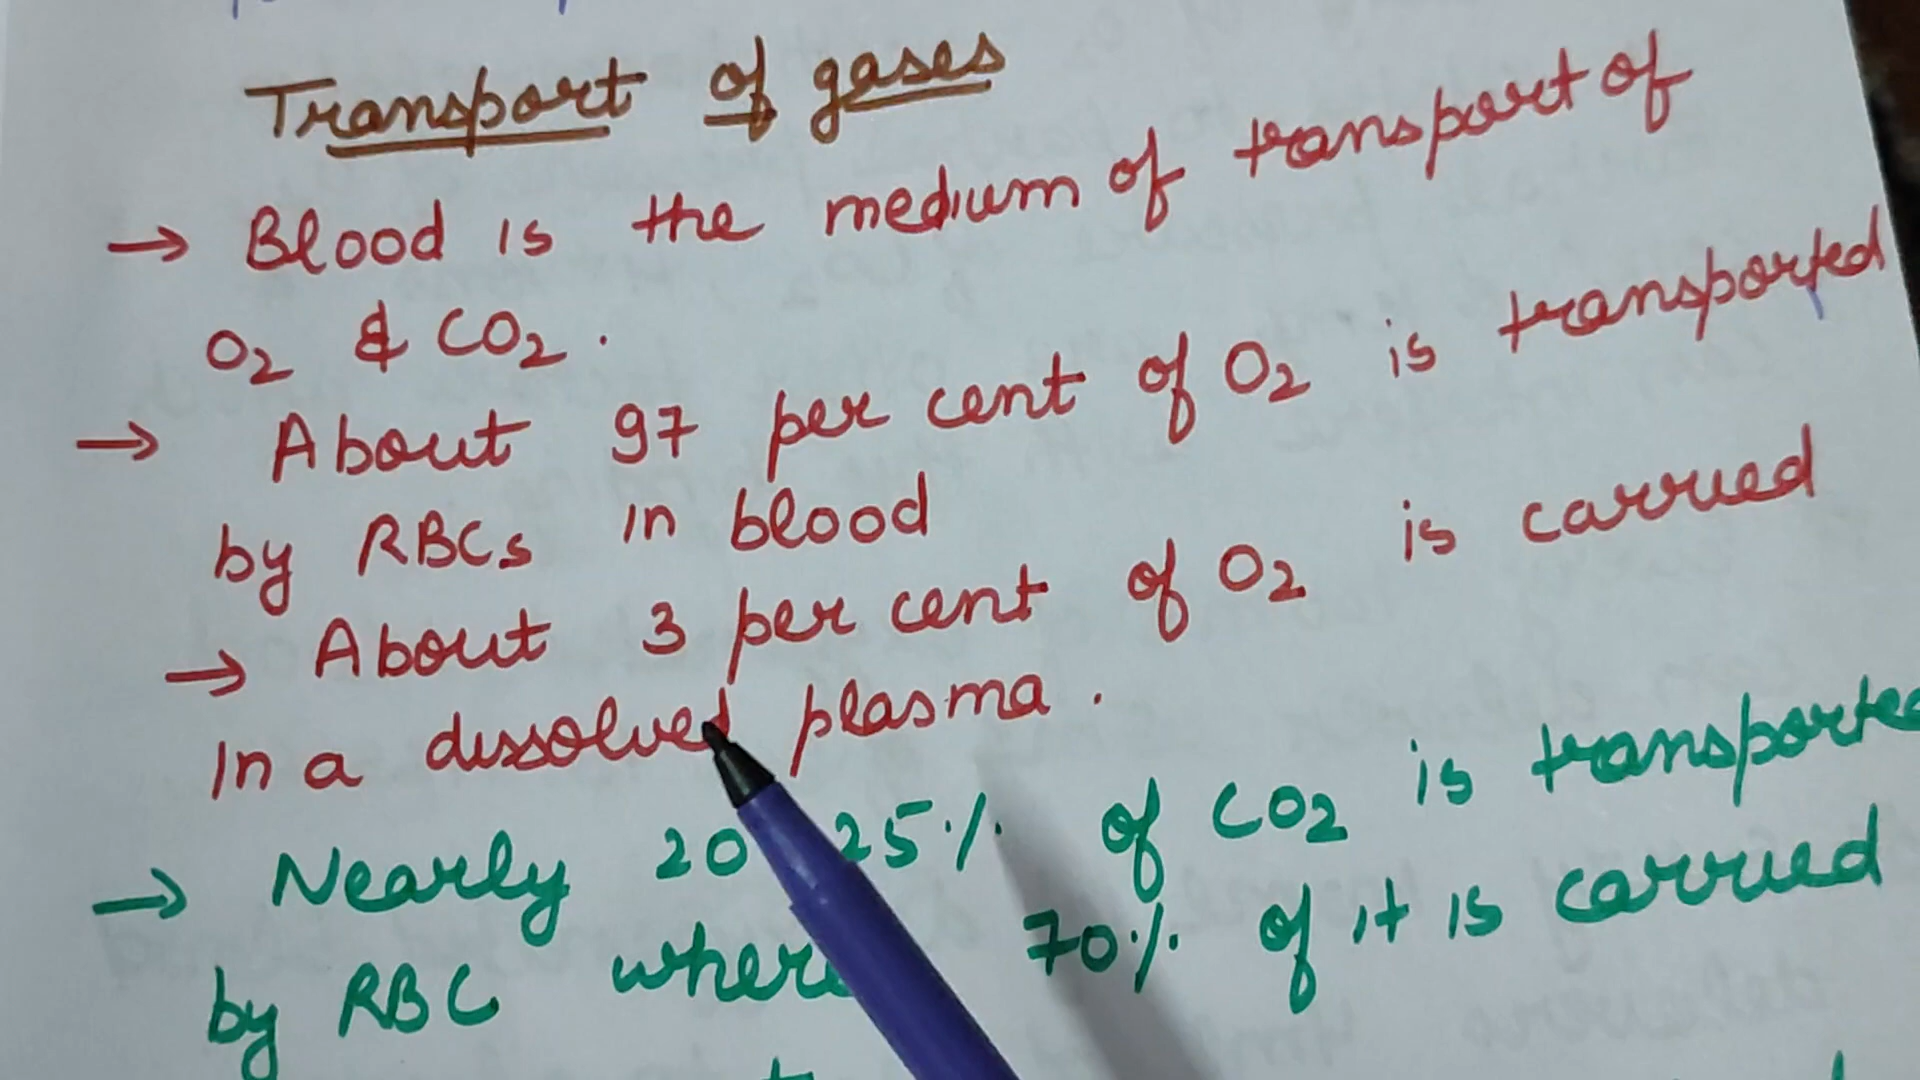 Transport of gases
→ Blood is the medium of transport of
O2 & CO2.
→ About 97 per cent of O2 is transported
by RBCs in blood
→ About 3 per cent of O2 is carried
in a dissolved plasma.
→ Nearly 20 25% of CO2 is transported
by RBC where 70% of it is carried